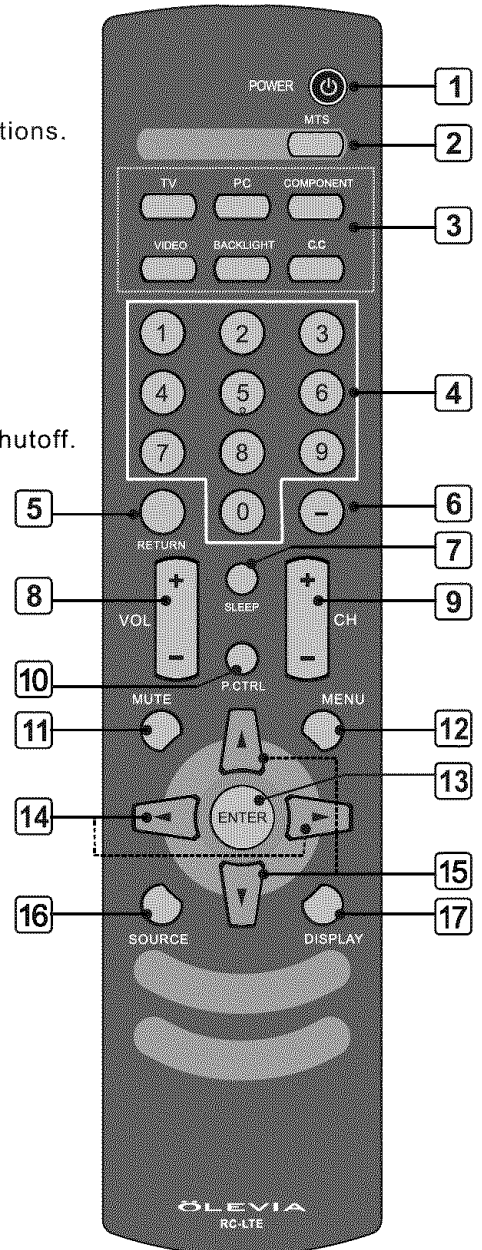 POWER
1
MTS
tions.
2
TV PC COMPONENT
3
VIDEO BACKLIGHT C.C
1 2 3
4 5 6
4
hutoff.
7 8 9
5
0 –
6
RETURN
7
+ SLEEP +
8
VOL CH
9
– –
10
P.CTRL
MUTE MENU
11
12
13
ENTER
14
15
16
17
SOURCE DISPLAY
ÖLEVIA
RC-LTE